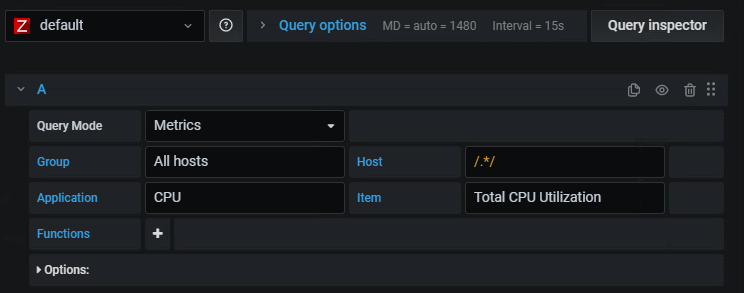 Z default ? > Query options MD = auto = 1480 Interval = 15s Query inspector
A
Query Mode Metrics
Group All hosts Host /.*/
Application CPU Item Total CPU Utilization
Functions +
Options: